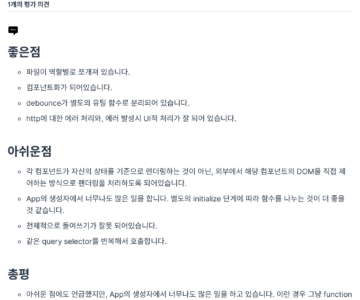 1개의 평가 의견
좋은점
파일이 역할별로 쪼개져 있습니다.
컴포넌트화가 되어있습니다.
debounce가 별도의 유틸 함수로 분리되어 있습니다.
http에 대한 에러 처리와, 에러 발생시 UI적 처리가 잘 되어 있습니다.
아쉬운점
각 컴포넌트가 자신의 상태를 기준으로 렌더링하는 것이 아닌, 외부에서 해당 컴포넌트의 DOM을 직접 제
어하는 방식으로 렌더링을 처리하도록 되어있습니다.
App의 생성자에서 너무나도 많은 일을 합니다. 별도의 initialize 단계에 따라 함수를 나누는 것이 더 좋을
것 같습니다.
전체적으로 들여쓰기가 잘못 되어있습니다.
같은 query selector를 반복해서 호출합니다.
총평
아쉬운 점에도 언급했지만, App의 생성자에서 너무나도 많은 일을 하고 있습니다. 이런 경우 그냥 function